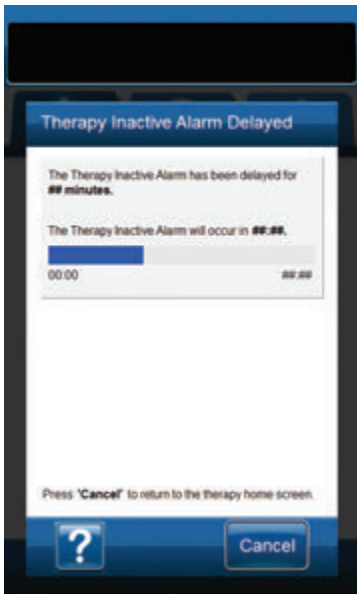 Therapy Inactive Alarm Delayed
The Therapy Inactive Alarm has been delayed for
## minutes.
The Therapy Inactive Alarm will occur in ##:##.
00:00 ##:##
Press 'Cancel' to return to the therapy home screen.
? Cancel